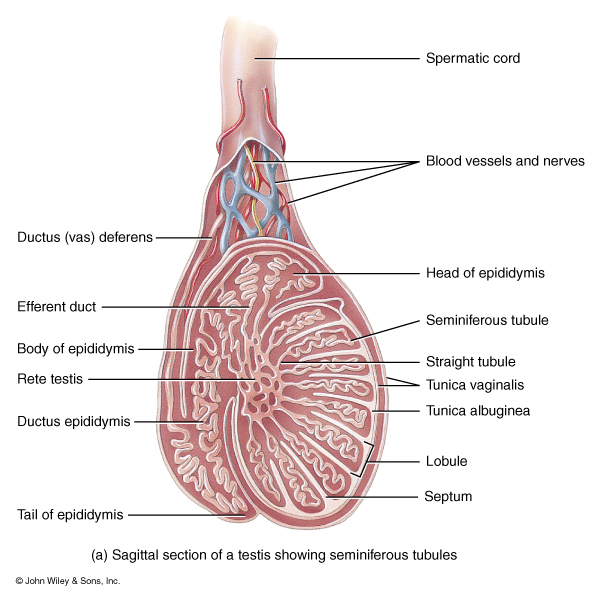 Spermatic cord
Blood vessels and nerves
Ductus (vas) deferens
Head of epididymis
Efferent duct
Seminiferous tubule
Body of epididymis
Straight tubule
Rete testis
Tunica vaginalis
Tunica albuginea
Ductus epididymis
Lobule
Septum
Tail of epididymis
(a) Sagittal section of a testis showing seminiferous tubules
© John Wiley & Sons, Inc.